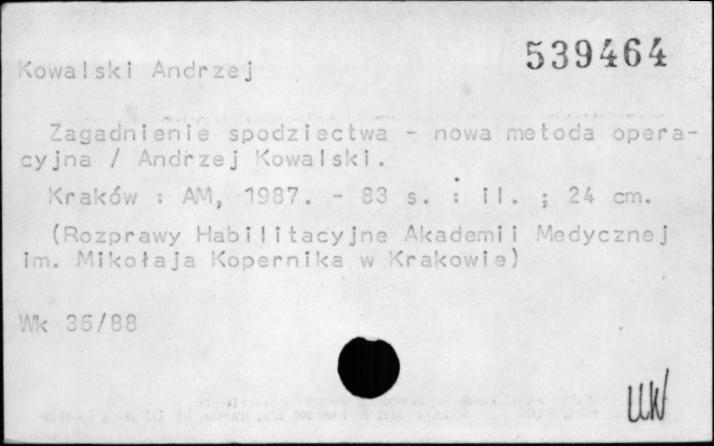 539464
Kowalski Andrzej
Zagadnienie spodziectwa - nowa metoda opera-
cyjna / Andrzej Kowalski.
Kraków : AM, 1987. - 83 s. : il. ; 24 cm.
(Rozprawy Habilitacyjne Akademii Medycznej
im. Mikołaja Kopernika w Krakowie)
Wk 36/88